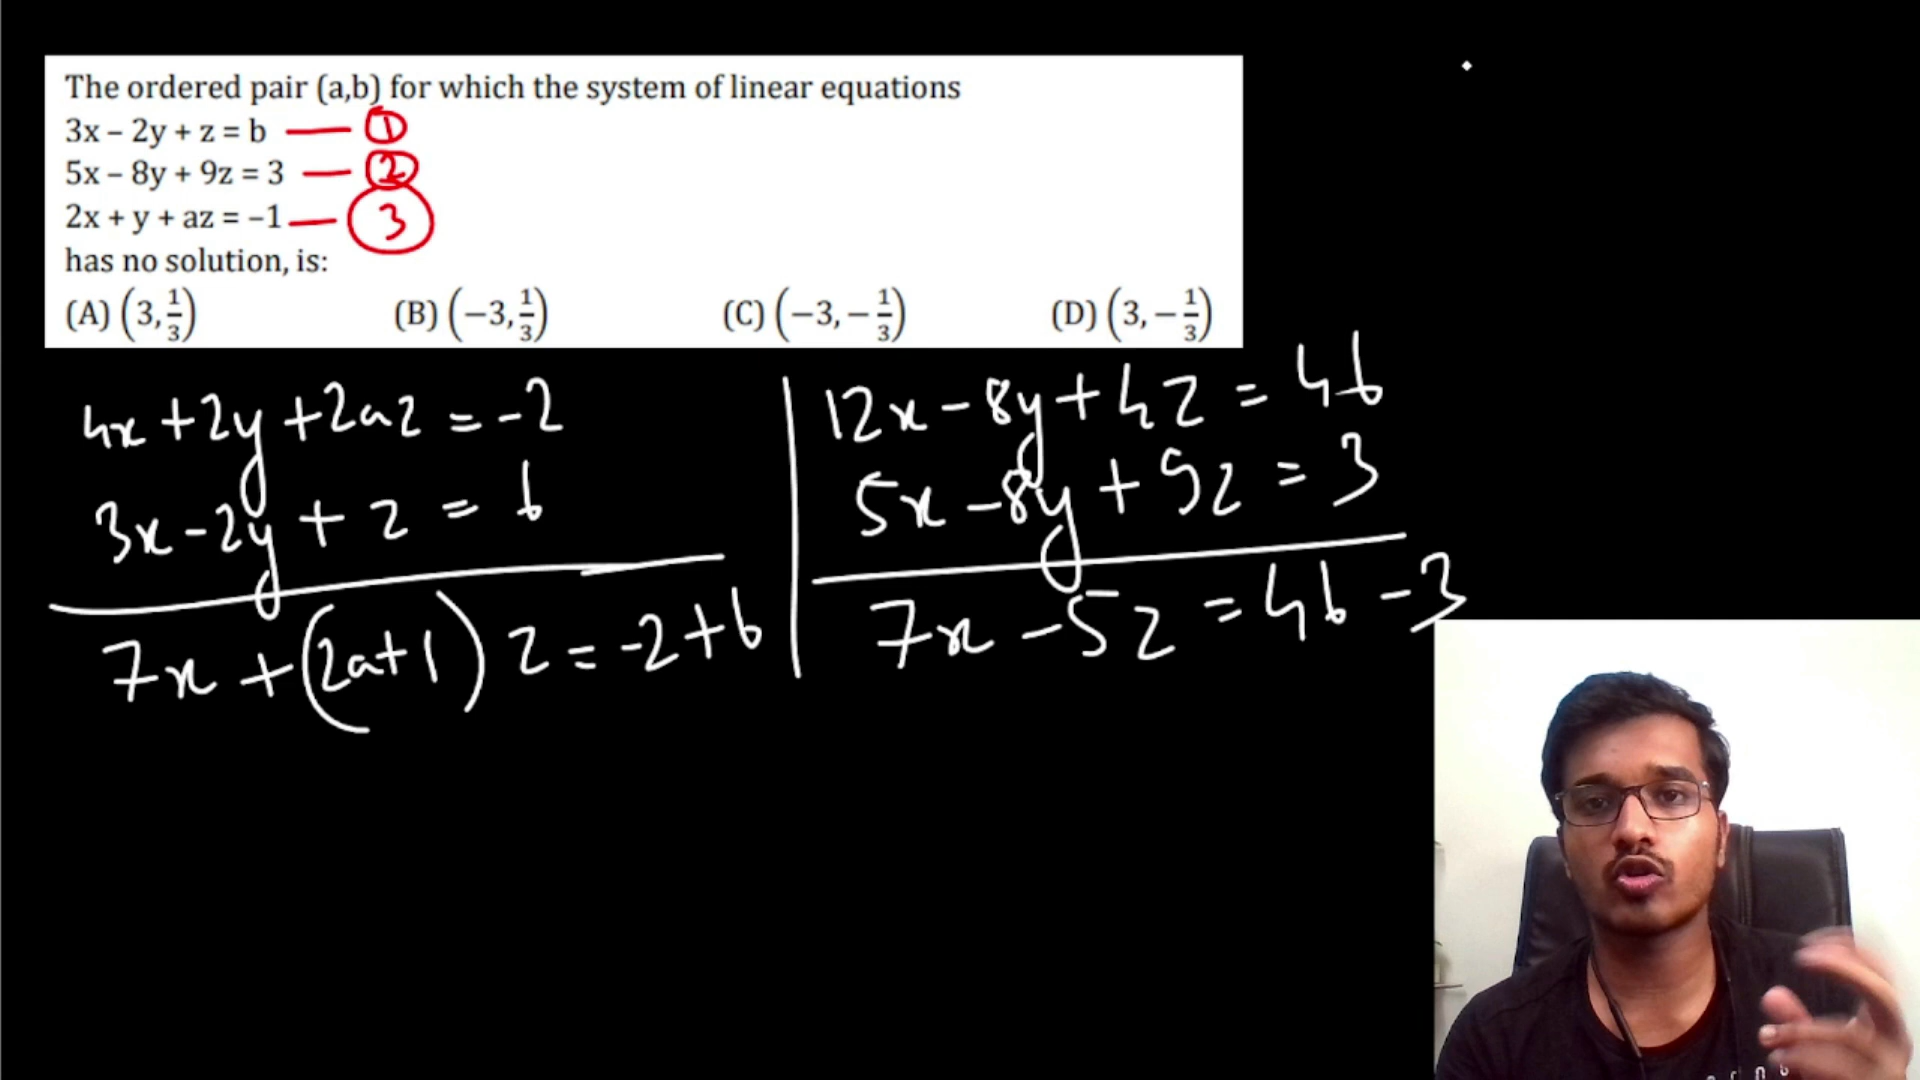 The ordered pair (a,b) for which the system of linear equations
3x – 2y + z = b — ①
5x – 8y + 9z = 3 — ②
2x + y + az = –1 — ③
has no solution, is:
(A) (3, 1/3) (B) (–3, 1/3) (C) (–3, – 1/3) (D) (3, – 1/3)
4x + 2y + 2az = -2
3x - 2y + z = b
7x + (2a+1) z = -2+b
12x - 8y + 4z = 4b
5x - 8y + 9z = 3
7x - 5z = 4b - 3